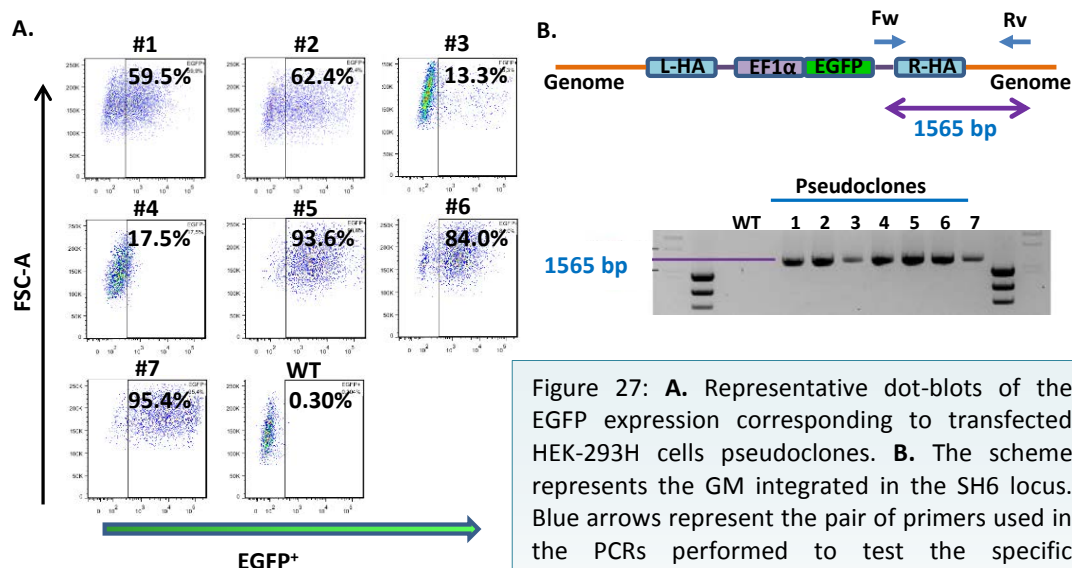 A.
#1
59.5%
#2
62.4%
#3
13.3%
#4
17.5%
#5
93.6%
#6
84.0%
#7
95.4%
WT
0.30%
FSC-A
EGFP⁺
B.
Fw Rv
L-HA EF1α EGFP R-HA
Genome Genome
1565 bp
Pseudoclones
WT 1 2 3 4 5 6 7
1565 bp
Figure 27: A. Representative dot-blots of the
EGFP expression corresponding to transfected
HEK-293H cells pseudoclones. B. The scheme
represents the GM integrated in the SH6 locus.
Blue arrows represent the pair of primers used in
the PCRs performed to test the specific